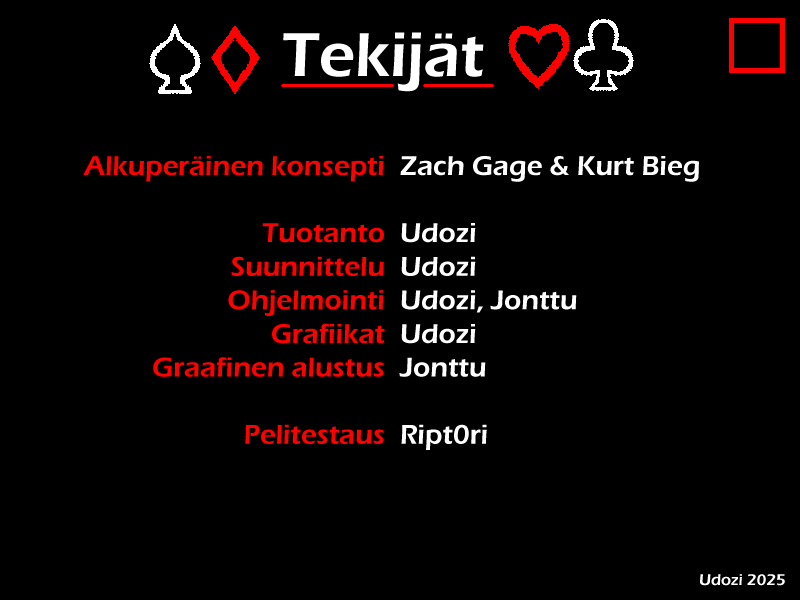 Tekijät
Alkuperäinen konsepti Zach Gage & Kurt Bieg
Tuotanto Udozi
Suunnittelu Udozi
Ohjelmointi Udozi, Jonttu
Grafiikat Udozi
Graafinen alustus Jonttu
Pelitestaus Ript0ri
Udozi 2025